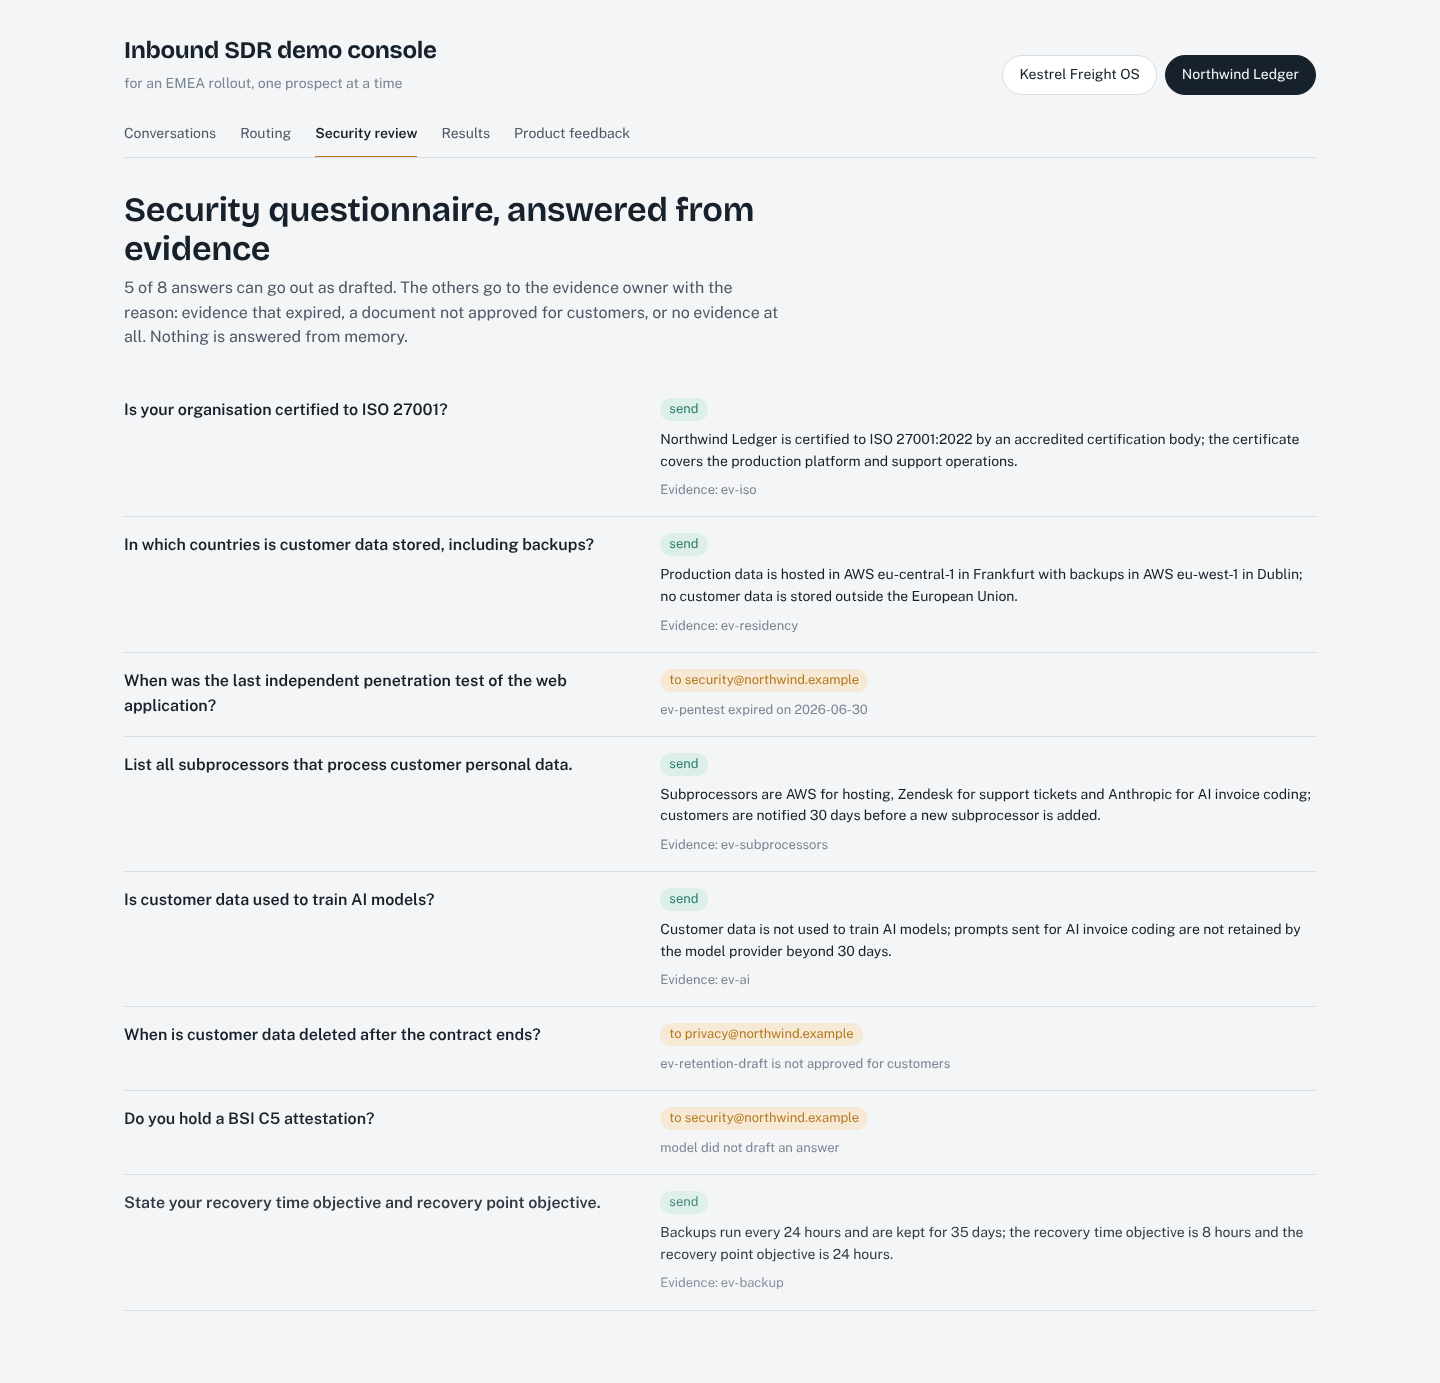 Inbound SDR demo console
for an EMEA rollout, one prospect at a time
Kestrel Freight OS
Northwind Ledger
Conversations
Routing
Security review
Results
Product feedback
Security questionnaire, answered from
evidence
5 of 8 answers can go out as drafted. The others go to the evidence owner with the
reason: evidence that expired, a document not approved for customers, or no evidence at
all. Nothing is answered from memory.
Is your organisation certified to ISO 27001?
send
Northwind Ledger is certified to ISO 27001:2022 by an accredited certification body; the certificate
covers the production platform and support operations.
Evidence: ev-iso
In which countries is customer data stored, including backups?
send
Production data is hosted in AWS eu-central-1 in Frankfurt with backups in AWS eu-west-1 in Dublin;
no customer data is stored outside the European Union.
Evidence: ev-residency
When was the last independent penetration test of the web
application?
to security@northwind.example
ev-pentest expired on 2026-06-30
List all subprocessors that process customer personal data.
send
Subprocessors are AWS for hosting, Zendesk for support tickets and Anthropic for AI invoice coding;
customers are notified 30 days before a new subprocessor is added.
Evidence: ev-subprocessors
Is customer data used to train AI models?
send
Customer data is not used to train AI models; prompts sent for AI invoice coding are not retained by
the model provider beyond 30 days.
Evidence: ev-ai
When is customer data deleted after the contract ends?
to privacy@northwind.example
ev-retention-draft is not approved for customers
Do you hold a BSI C5 attestation?
to security@northwind.example
model did not draft an answer
State your recovery time objective and recovery point objective.
send
Backups run every 24 hours and are kept for 35 days; the recovery time objective is 8 hours and the
recovery point objective is 24 hours.
Evidence: ev-backup